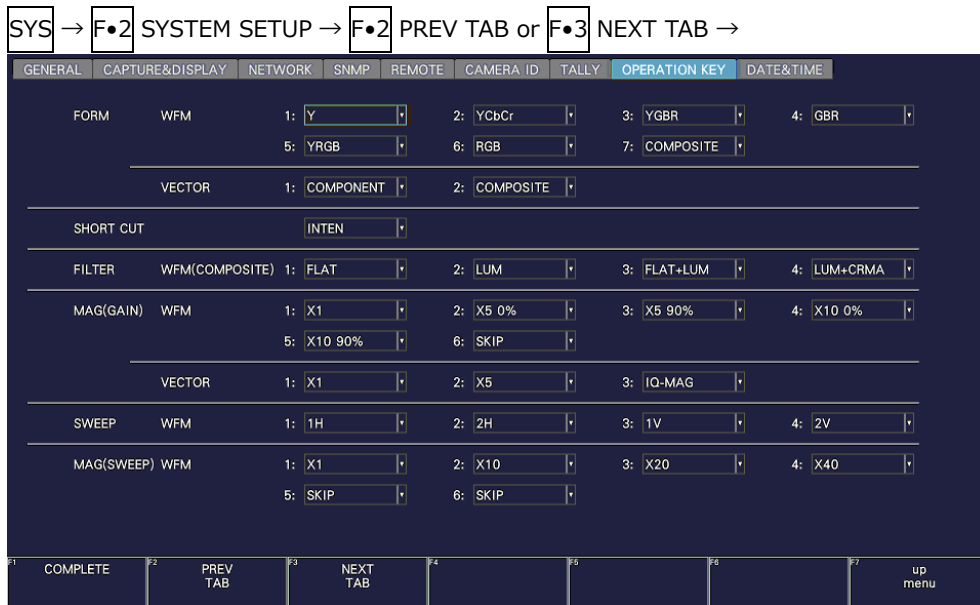 SYS → F•2 SYSTEM SETUP → F•2 PREV TAB or F•3 NEXT TAB →
GENERAL CAPTURE&DISPLAY NETWORK SNMP REMOTE CAMERA ID TALLY OPERATION KEY DATE&TIME
FORM WFM 1: Y 2: YCbCr 3: YGBR 4: GBR
5: YRGB 6: RGB 7: COMPOSITE
VECTOR 1: COMPONENT 2: COMPOSITE
SHORT CUT INTEN
FILTER WFM(COMPOSITE) 1: FLAT 2: LUM 3: FLAT+LUM 4: LUM+CRMA
MAG(GAIN) WFM 1: X1 2: X5 0% 3: X5 90% 4: X10 0%
5: X10 90% 6: SKIP
VECTOR 1: X1 2: X5 3: IQ-MAG
SWEEP WFM 1: 1H 2: 2H 3: 1V 4: 2V
MAG(SWEEP) WFM 1: X1 2: X10 3: X20 4: X40
5: SKIP 6: SKIP
F1 COMPLETE F2 PREV TAB F3 NEXT TAB F4 F5 F6 F7 up menu